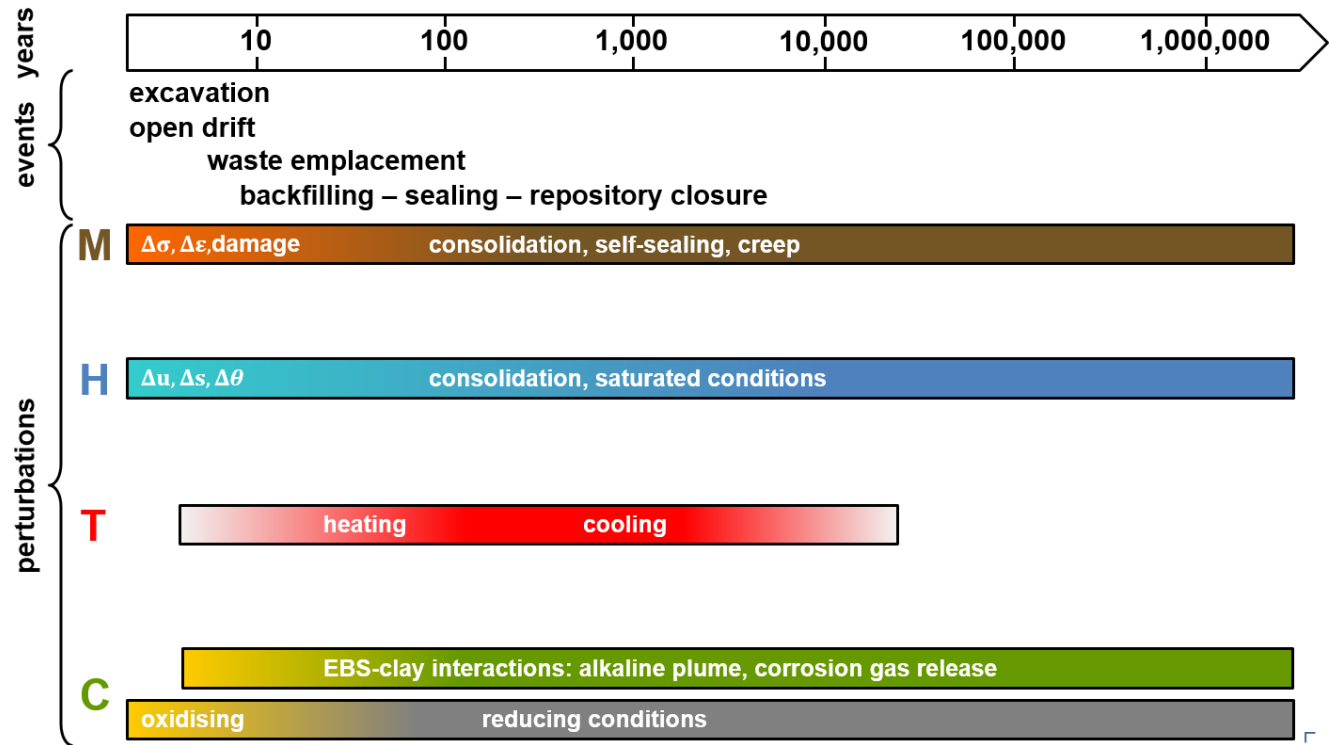 years
10 100 1,000 10,000 100,000 1,000,000
events
excavation
open drift
waste emplacement
backfilling – sealing – repository closure
perturbations
M
Δσ, Δε,damage consolidation, self-sealing, creep
H
Δu, Δs, Δθ consolidation, saturated conditions
T
heating cooling
C
EBS-clay interactions: alkaline plume, corrosion gas release
oxidising reducing conditions